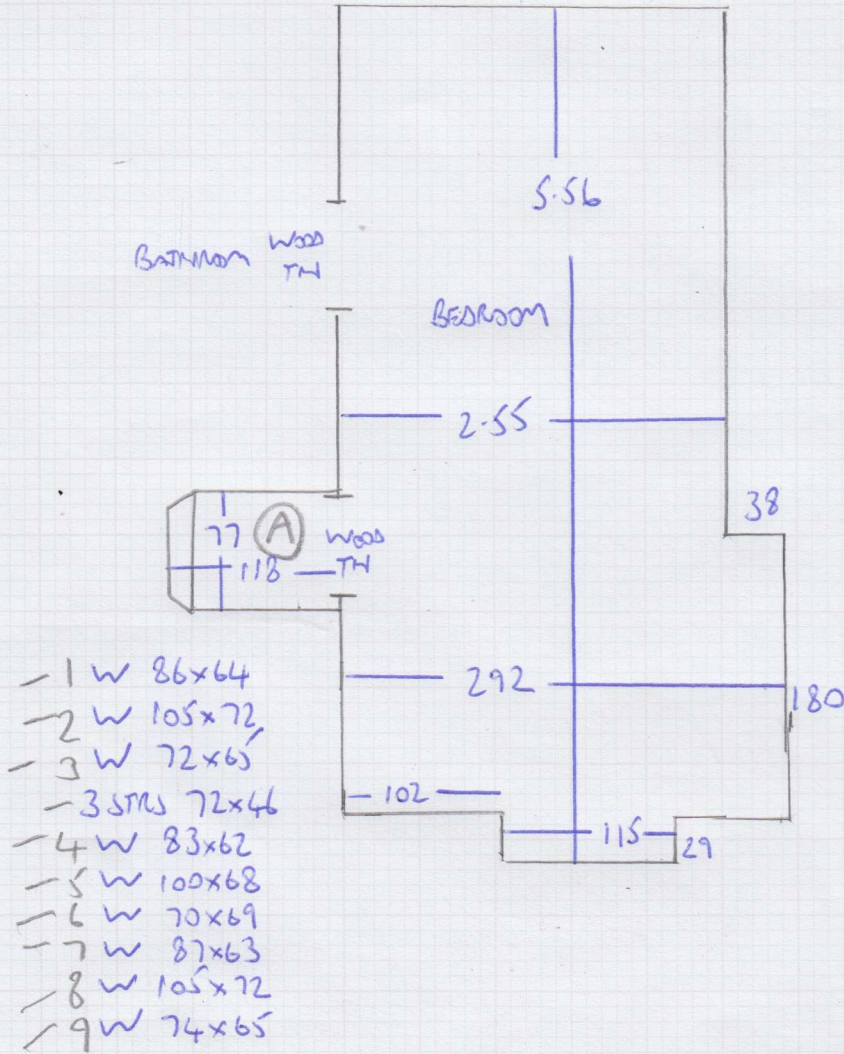 5.56
BATHROOM WOOD
TH
BEDROOM
2.55
38
77 A WOOD
118 TH
292
180
102
115 29
1 W 86x64
2 W 105x72
3 W 72x65
3 STRS 72x46
4 W 83x62
5 W 100x68
6 W 70x69
7 W 87x63
8 W 105x72
9 W 74x65